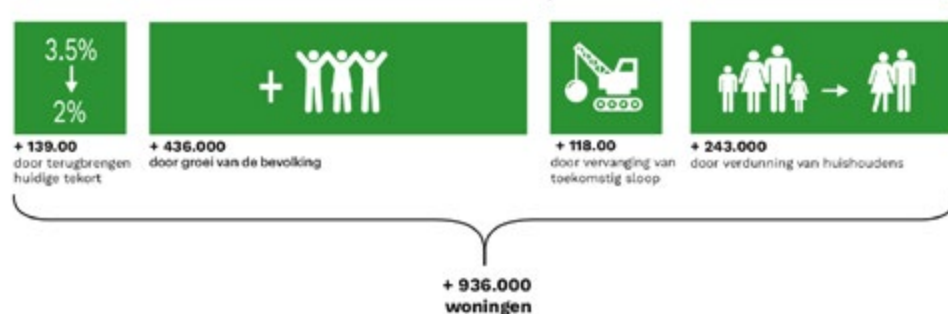 3.5%
↓
2%
+
→
+ 139.00
door terugbrengen
huidige tekort
+ 436.000
door groei van de bevolking
+ 118.00
door vervanging van
toekomstig sloop
+ 243.000
door verdunning van huishoudens
+ 936.000
woningen